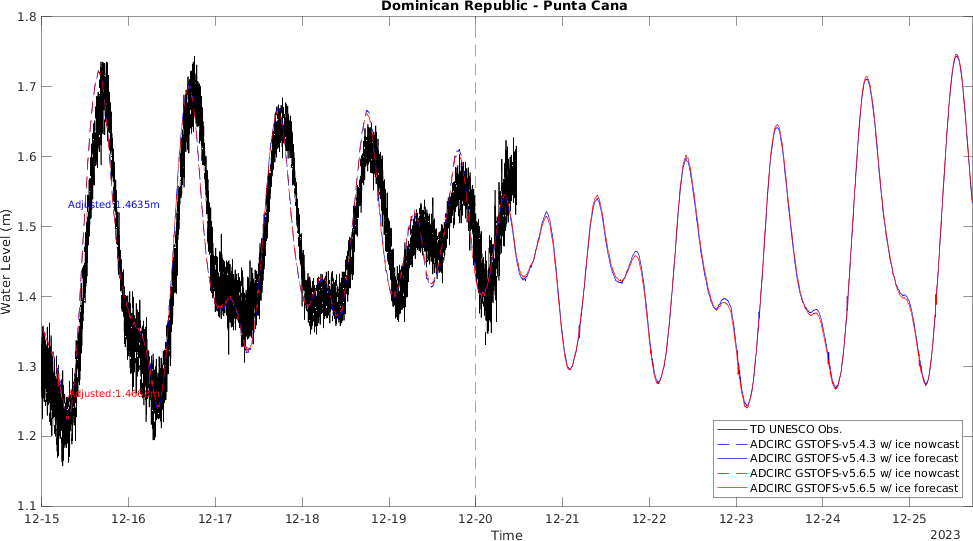 Dominican Republic - Punta Cana
1.8
1.7
1.6
1.5
1.4
1.3
1.2
1.1
Water Level (m)
Adjusted:1.4635m
12-15
12-16
12-17
12-18
12-19
12-20
12-21
12-22
12-23
12-24
12-25
Time
2023
TD UNESCO Obs.
ADCIRC GSTOFS-v5.4.3 w/ ice nowcast
ADCIRC GSTOFS-v5.4.3 w/ ice forecast
ADCIRC GSTOFS-v5.6.5 w/ ice nowcast
ADCIRC GSTOFS-v5.6.5 w/ ice forecast